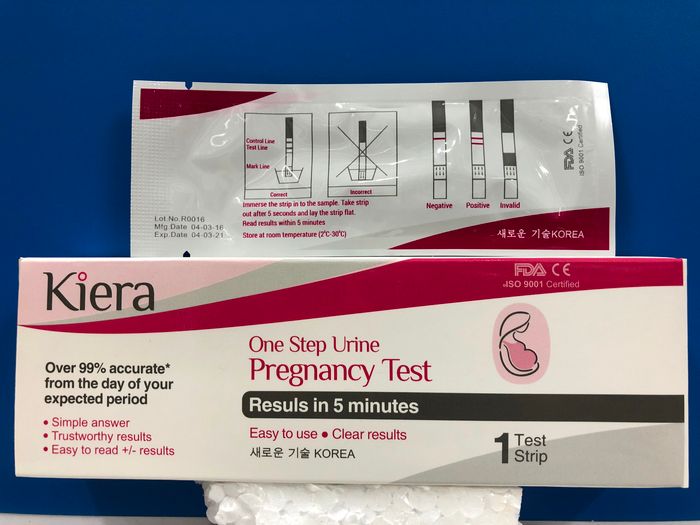 Control Line
Test Line
Mark Line
Correct
Incorrect
Immerse the strip in to the sample. Take strip
out after 5 seconds and lay the strip flat.
Read results within 5 minutes
Store at room temperature (2°C-30°C)
Negative
Positive
Invalid
FDA CE
ISO 9001 Certified
Lot No.R0016
Mfg.Date 04-03-16
Exp.Date 04-03-21
새로운 기술KOREA
Kiera
FDA CE
ISO 9001 Certified
One Step Urine
Pregnancy Test
Over 99% accurate*
from the day of your
expected period
• Simple answer
• Trustworthy results
• Easy to read +/- results
Resuls in 5 minutes
Easy to use • Clear results
새로운 기술 KOREA
1 Test
Strip